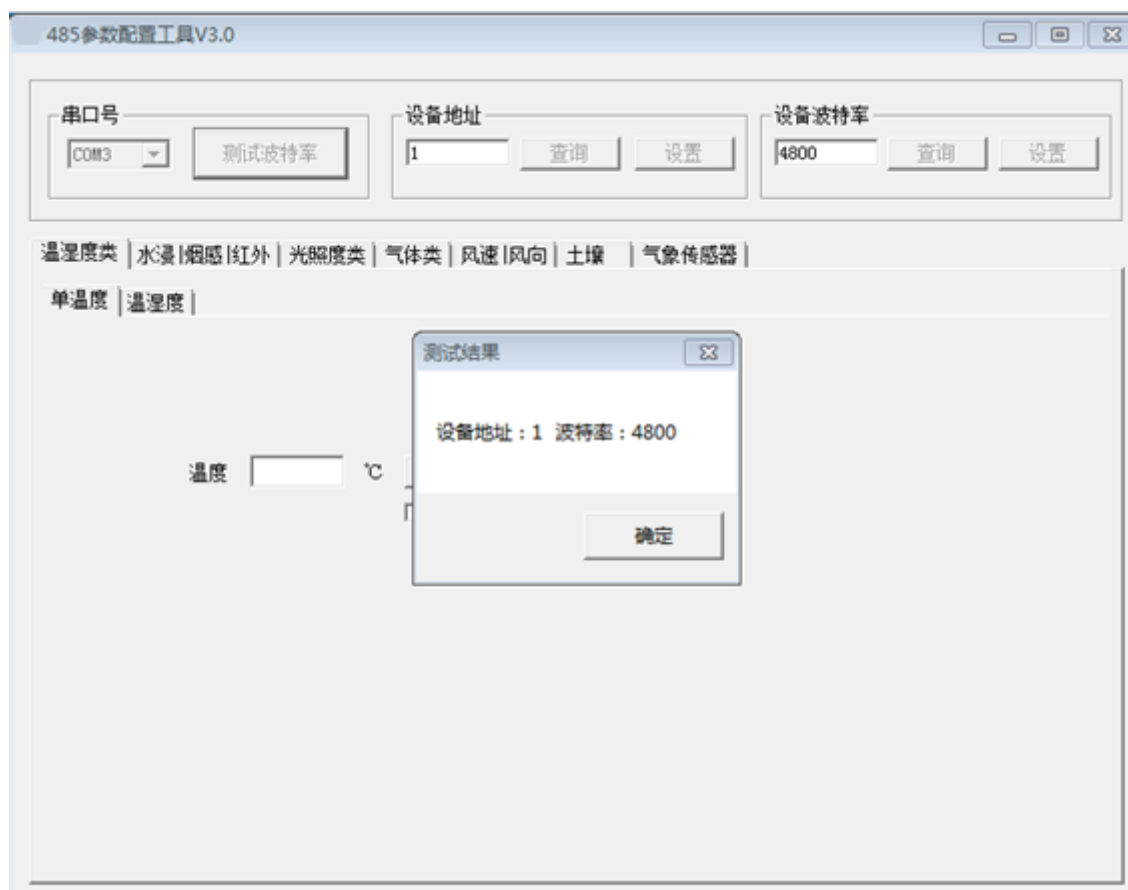 485参数配置工具V3.0
串口号
COM3
测试波特率
设备地址
1
查询
设置
设备波特率
4800
查询
设置
温湿度类 水浸|烟感|红外 光照度类 气体类 风速|风向 土壤 气象传感器
单温度 温湿度
测试结果
设备地址：1 波特率：4800
温度
℃
确定